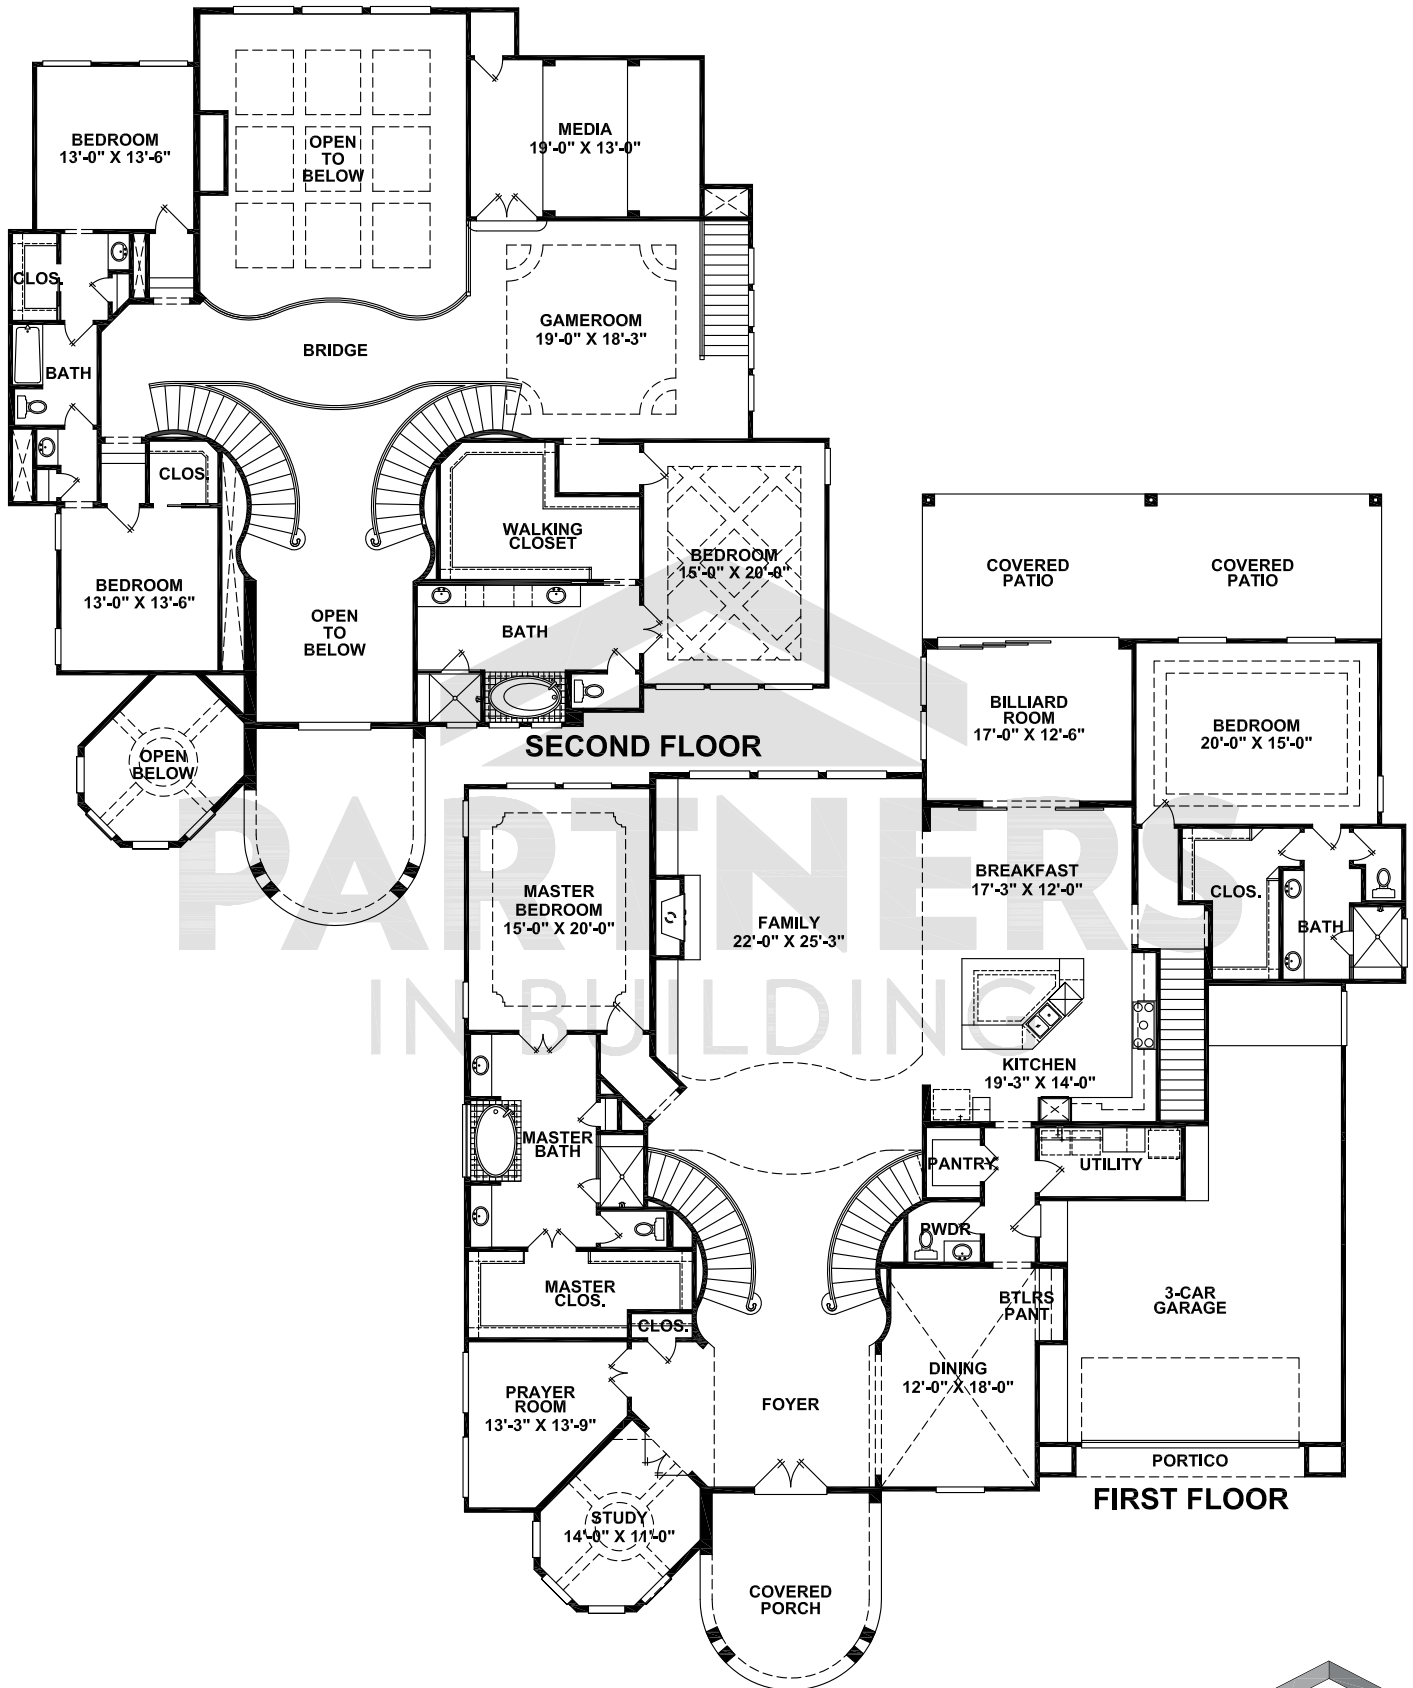 BEDROOM
13'-0" X 13'-6"
OPEN
TO
BELOW
MEDIA
19'-0" X 13'-0"
CLOS.
GAMEROOM
19'-0" X 18'-3"
BRIDGE
BATH
CLOS.
WALKING
CLOSET
BEDROOM
15'-0" X 20'-0"
BEDROOM
13'-0" X 13'-6"
OPEN
TO
BELOW
BATH
OPEN
BELOW
SECOND FLOOR
COVERED
PATIO
COVERED
PATIO
BILLIARD
ROOM
17'-0" X 12'-6"
BEDROOM
20'-0" X 15'-0"
PARTNERS
IN BUILDING
MASTER
BEDROOM
15'-0" X 20'-0"
FAMILY
22'-0" X 25'-3"
BREAKFAST
17'-3" X 12'-0"
CLOS.
BATH
KITCHEN
19'-3" X 14'-0"
MASTER
BATH
PANTRY
UTILITY
PWDR
MASTER
CLOS.
BTLRS
PANT
3-CAR
GARAGE
CLOS.
PRAYER
ROOM
13'-3" X 13'-9"
FOYER
DINING
12'-0" X 18'-0"
PORTICO
FIRST FLOOR
STUDY
14'-0" X 11'-0"
COVERED
PORCH